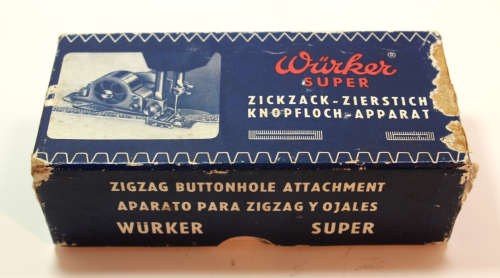 Würker®
SUPER
ZICKZACK-ZIERSTICH
KNOPFLOCH-APPARAT
ZIGZAG BUTTONHOLE ATTACHMENT
APARATO PARA ZIGZAG Y OJALES
WÜRKER SUPER